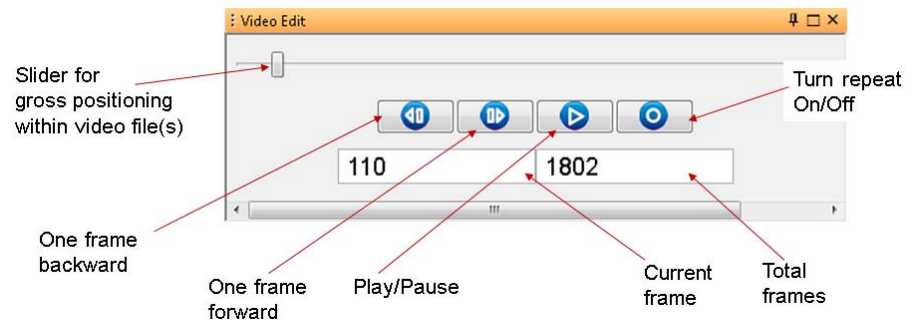 Video Edit
Slider for
gross positioning
within video file(s)
Turn repeat
On/Off
110
1802
One frame
backward
One frame
forward
Play/Pause
Current
frame
Total
frames